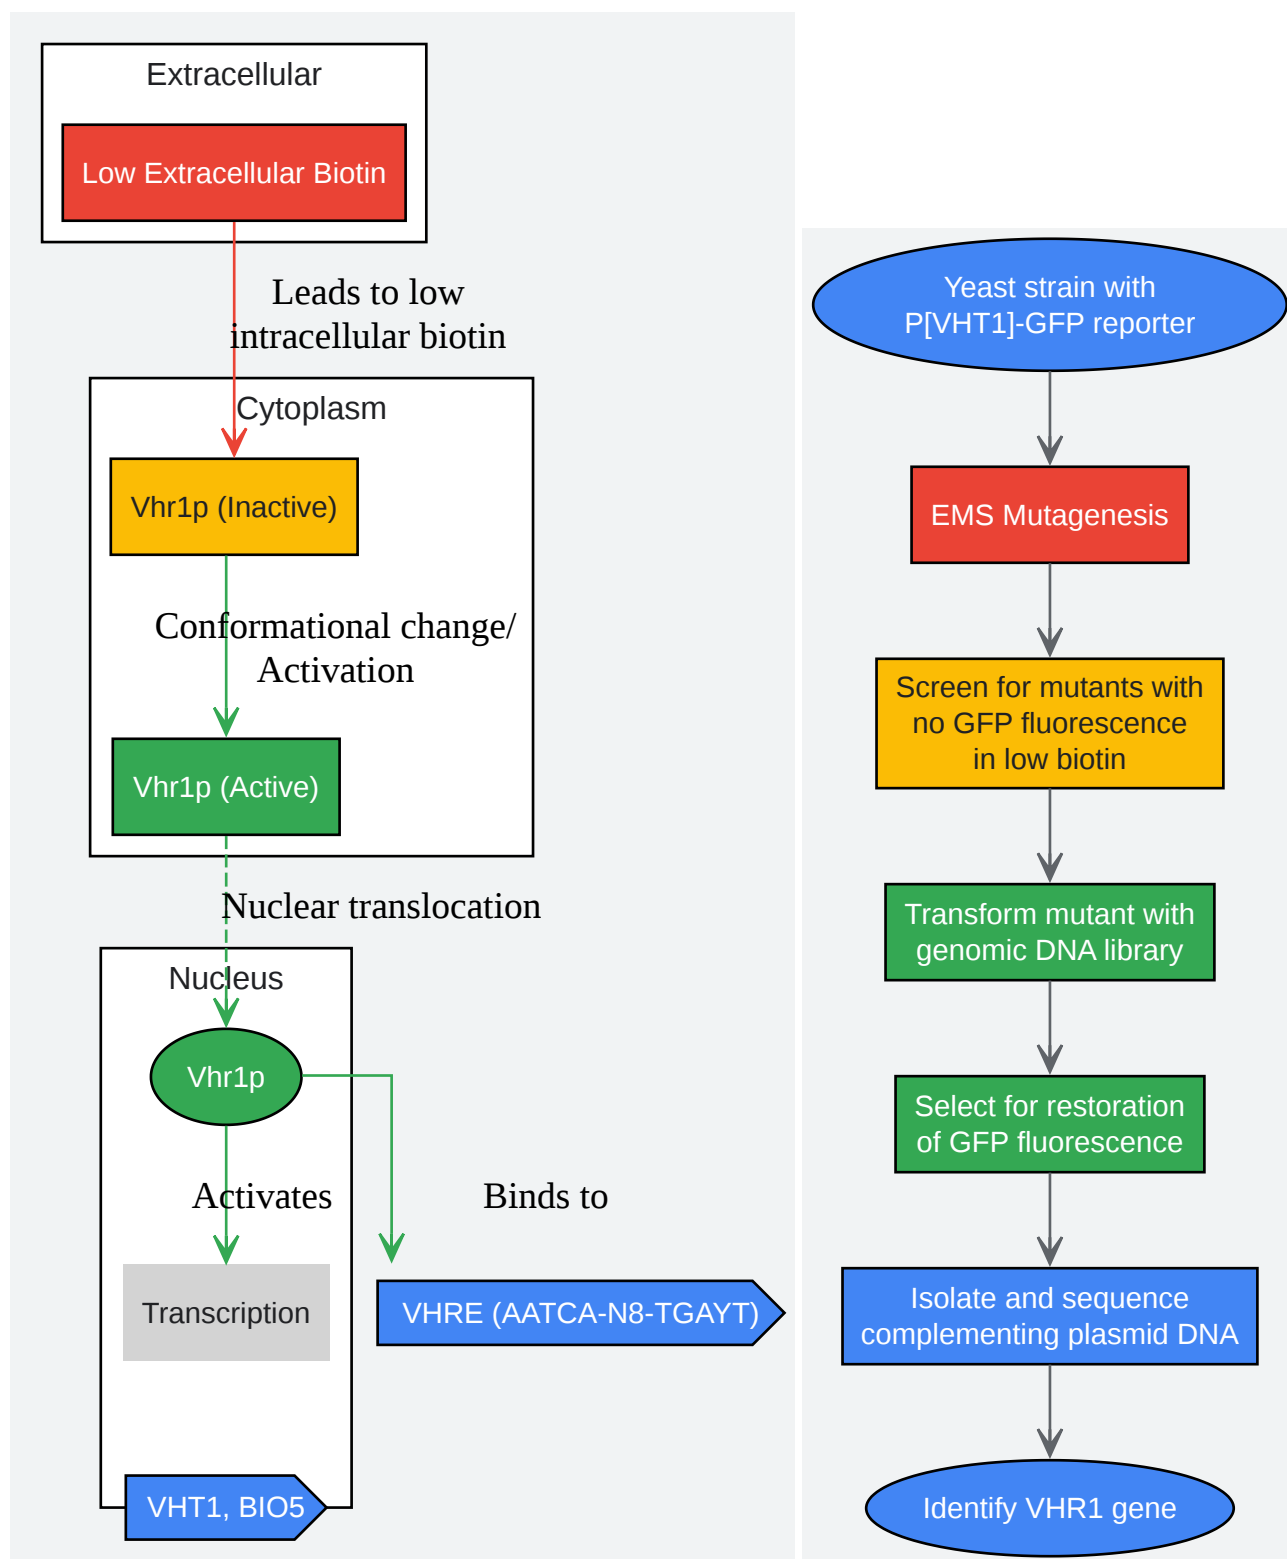 Extracellular
Low Extracellular Biotin
Leads to low
intracellular biotin
Cytoplasm
Vhr1p (Inactive)
Conformational change/
Activation
Vhr1p (Active)
Nuclear translocation
Nucleus
Vhr1p
Activates
Binds to
Transcription
VHRE (AATCA-N8-TGAYT)
VHT1, BIO5
Yeast strain with
P[VHT1]-GFP reporter
EMS Mutagenesis
Screen for mutants with
no GFP fluorescence
in low biotin
Transform mutant with
genomic DNA library
Select for restoration
of GFP fluorescence
Isolate and sequence
complementing plasmid DNA
Identify VHR1 gene